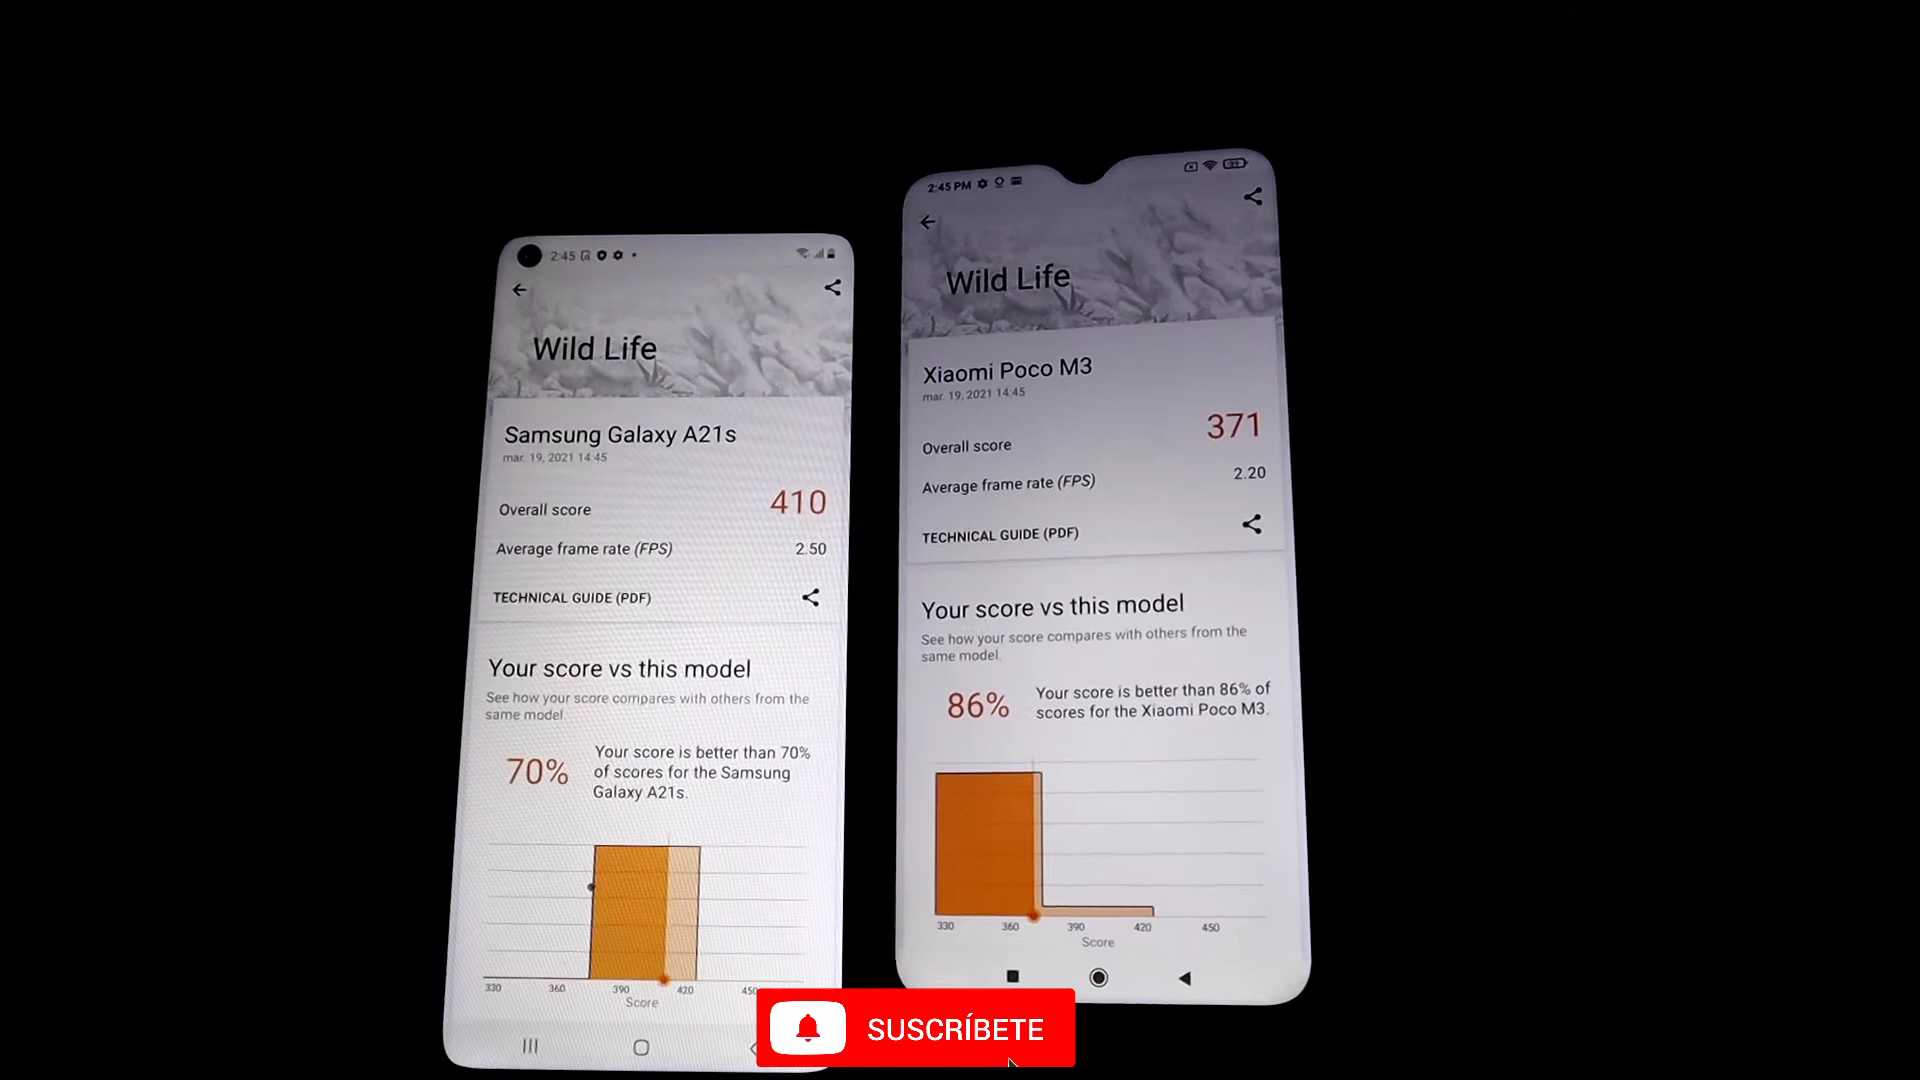 2:45
Wild Life
Samsung Galaxy A21s
mar. 19, 2021 14:45
Overall score
410
Average frame rate (FPS)
2.50
TECHNICAL GUIDE (PDF)
Your score vs this model
See how your score compares with others from the
same model.
70%
Your score is better than 70%
of scores for the Samsung
Galaxy A21s.
330 360 390 420 450
Score
2:45 PM
Wild Life
Xiaomi Poco M3
mar. 19, 2021 14:45
Overall score
371
Average frame rate (FPS)
2.20
TECHNICAL GUIDE (PDF)
Your score vs this model
See how your score compares with others from the
same model.
86%
Your score is better than 86% of
scores for the Xiaomi Poco M3.
330 360 390 420 450
Score
SUSCRÍBETE